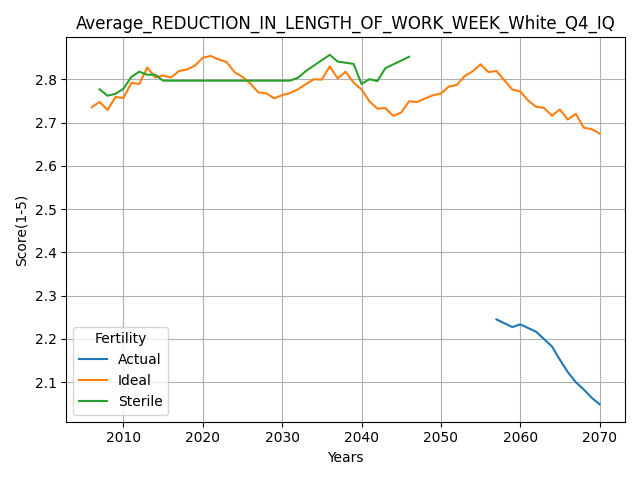 Average_REDUCTION_IN_LENGTH_OF_WORK_WEEK_White_Q4_IQ
Score(1-5)
2.8
2.7
2.6
2.5
2.4
2.3
2.2
2.1
Fertility
Actual
Ideal
Sterile
2010 2020 2030 2040 2050 2060 2070
Years